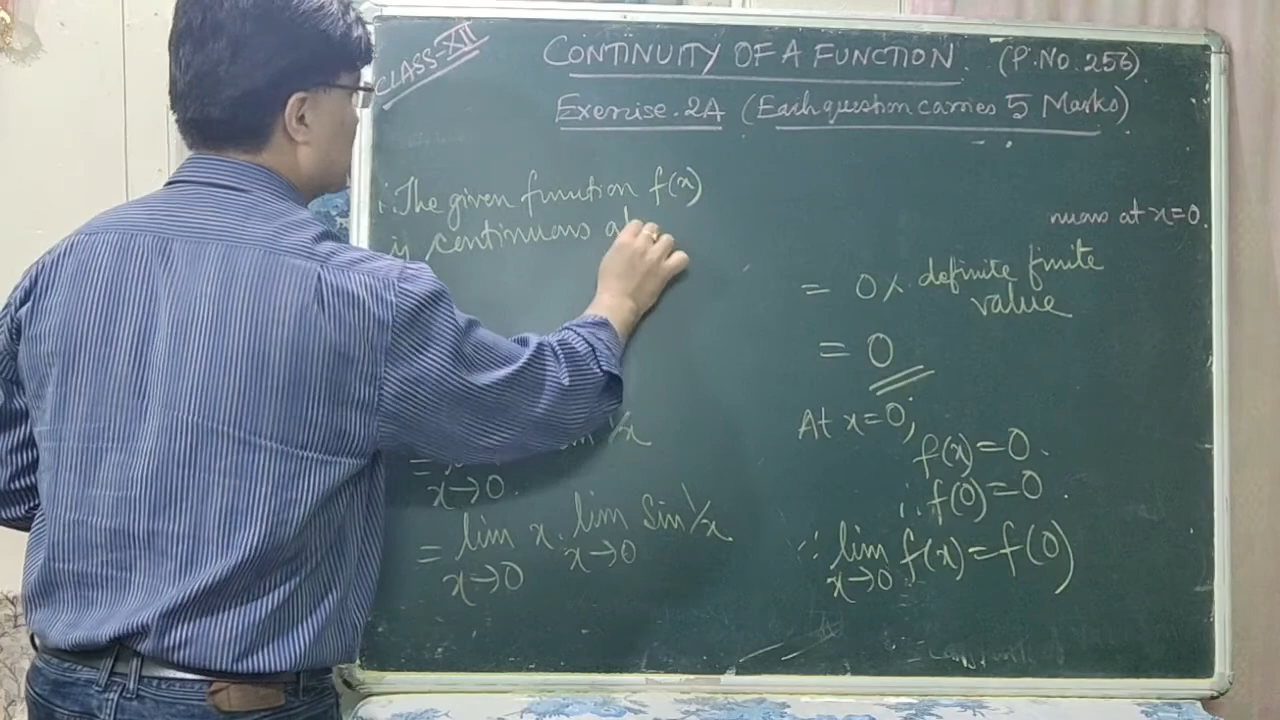 CLASS-XII
CONTINUITY OF A FUNCTION. (P.No.256).
Exercise.2A (Each question carries 5 Marks)
∴ The given function f(x)
is continuous at
nuous at x=0.
= 0 x definite finite
value
= 0
At x=0,
f(x)=0.
∴ f(0)=0.
∵ lim f(x)=f(0)
x→0
1/x
=
x→0.
= lim x. lim Sin 1/x
x→0 x→0